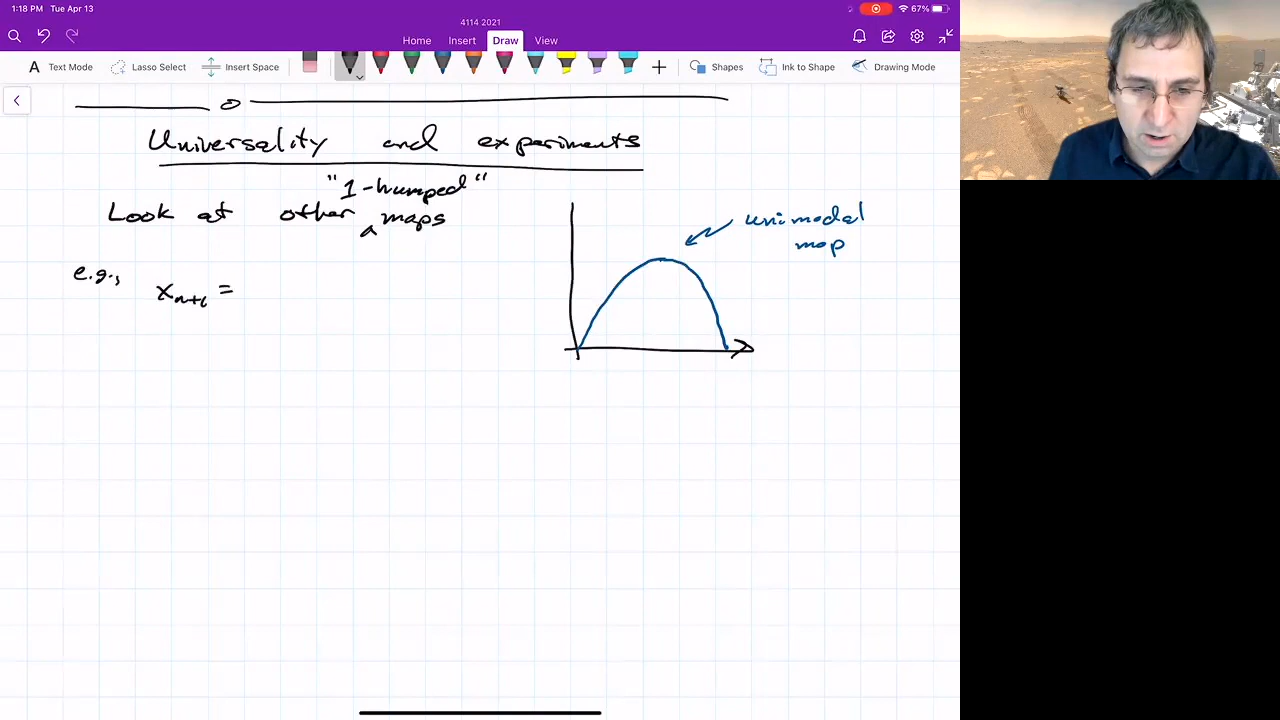 1:18 PM Tue Apr 13
67%
4114 2021
Home Insert Draw View
Text Mode Lasso Select Insert Space Shapes Ink to Shape Drawing Mode
Universality and experiments
"1-humped"
Look at other maps
unimodal
map
e.g.,
x_{n+1} =